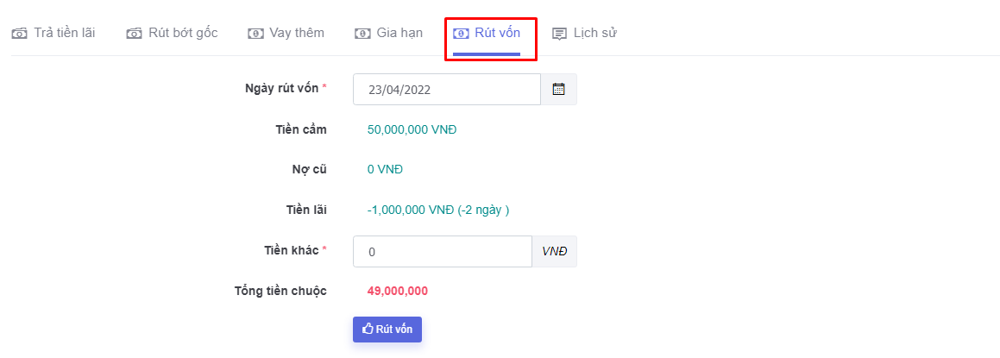 Trả tiền lãi Rút bớt gốc Vay thêm Gia hạn Rút vốn Lịch sử
Ngày rút vốn * 23/04/2022
Tiền cầm 50,000,000 VNĐ
Nợ cũ 0 VNĐ
Tiền lãi -1,000,000 VNĐ (-2 ngày )
Tiền khác * 0 VNĐ
Tổng tiền chuộc 49,000,000
Rút vốn